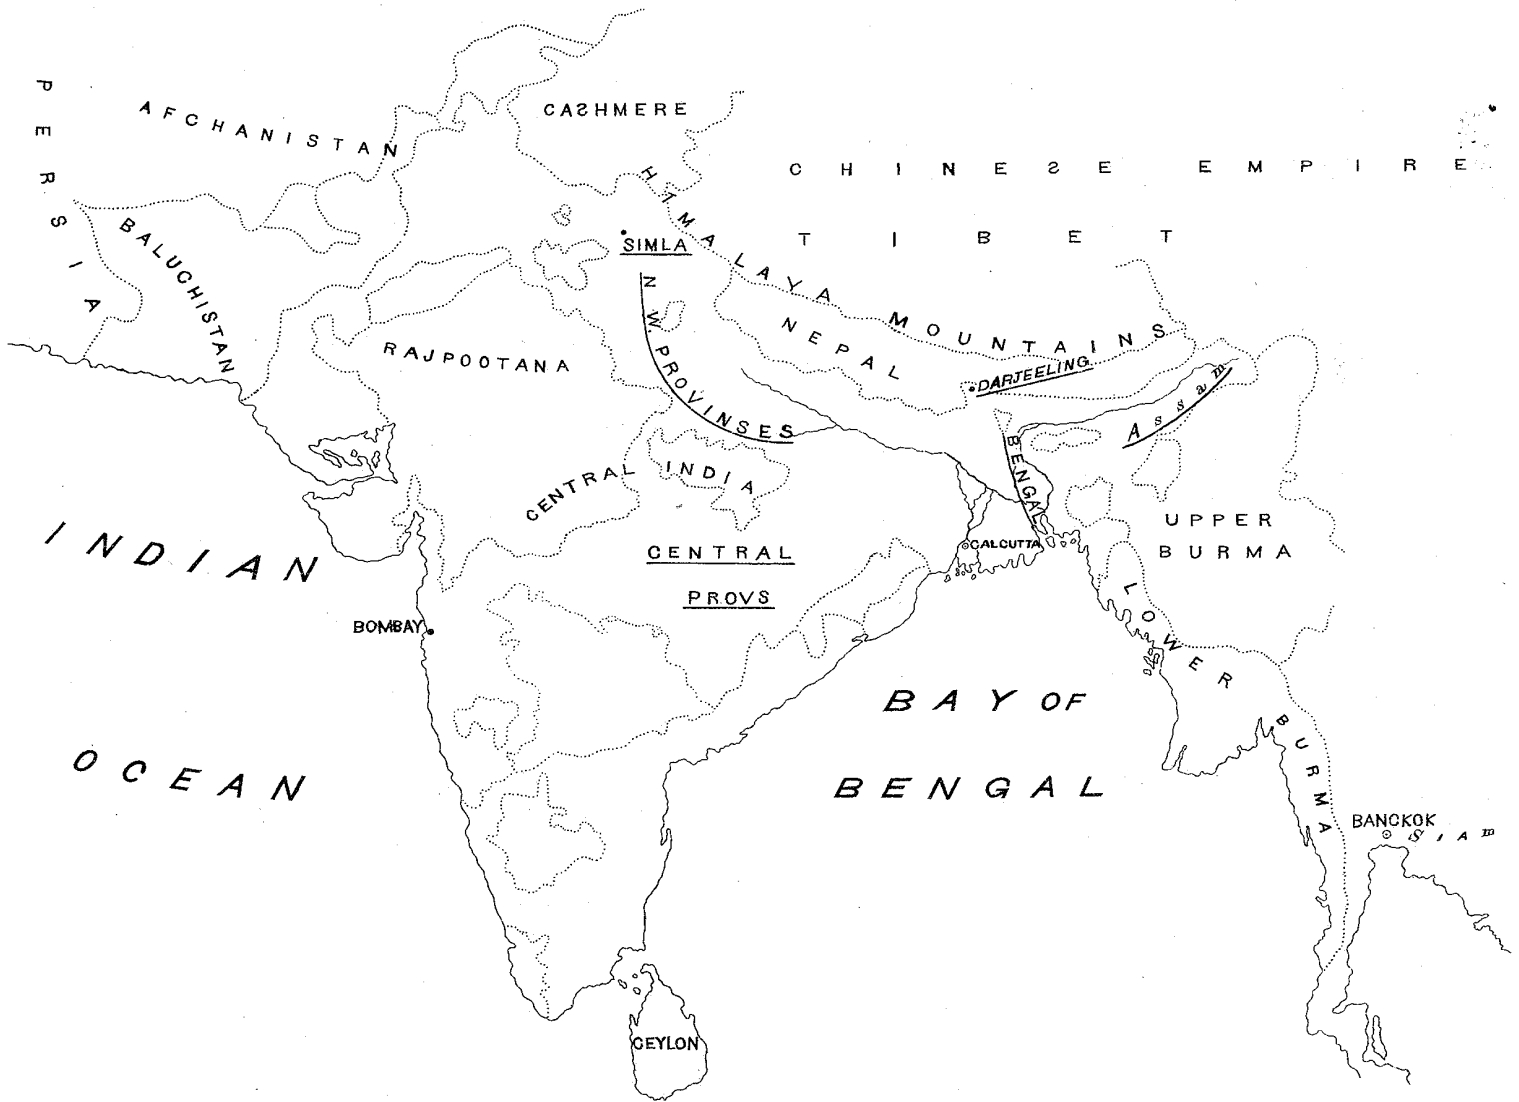 PERSIA
AFGHANISTAN
CASHMERE
CHINESE EMPIRE
BALUCHISTAN
SIMLA
TIBET
HIMALAYA MOUNTAINS
N W. PROVINSES
NEPAL
RAJPOOTANA
DARJEELING.
Assam
BENGAL
CENTRAL INDIA
INDIAN
OCEAN
CENTRAL
PROVS
CALCUTTA
UPPER
BURMA
BOMBAY
LOWER BURMA
BAY OF
BENGAL
BANGKOK
SIAm
CEYLON